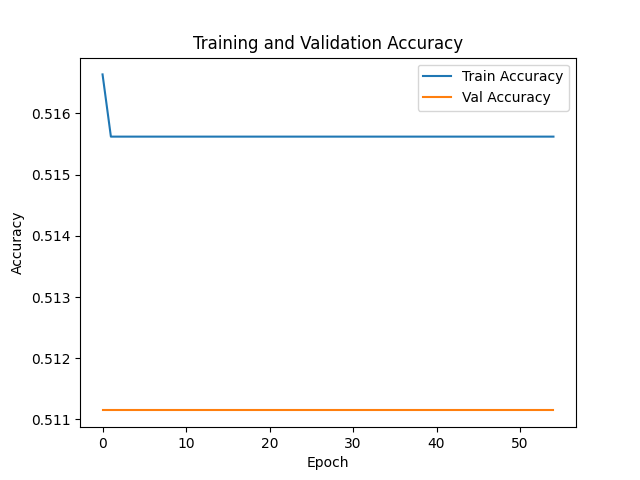 Training and Validation Accuracy
Train Accuracy
Val Accuracy
0.516
0.515
0.514
0.513
0.512
0.511
Accuracy
0 10 20 30 40 50
Epoch